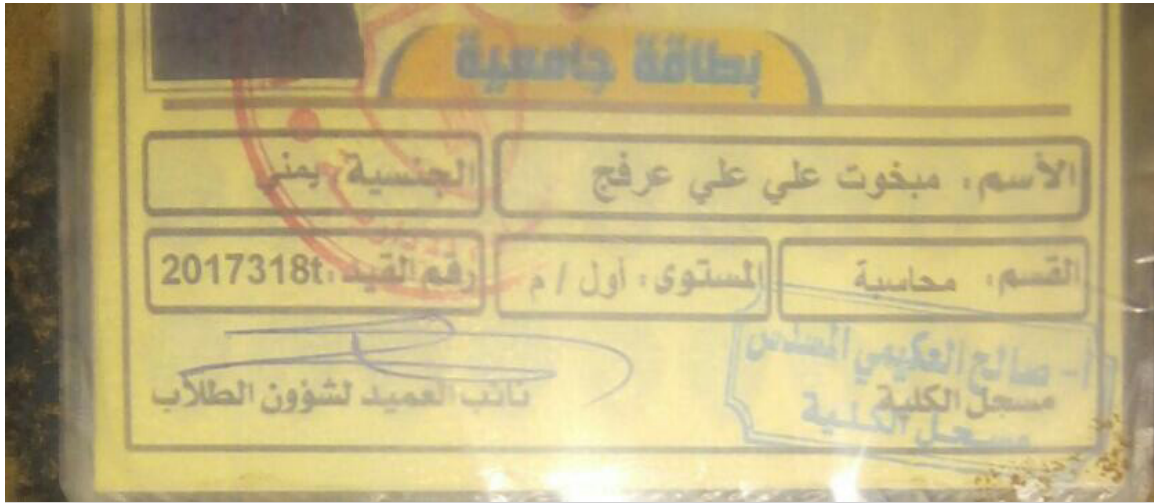 بطاقة جامعية
الأسم: مبخوت علي علي عرفج
الجنسية: يمني
القسم: محاسبة
المستوى: أول / م
رقم القيد: 2017318t
أ- صالح العكيمي المسلس
مسجل الكلية
مسجل الكلية
نائب العميد لشؤون الطلاب